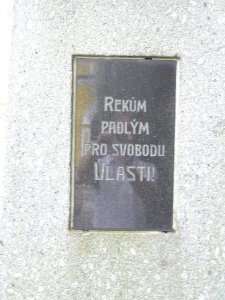 REKŮM
PADLÝM
PRO SVOBODU
VLASTI!